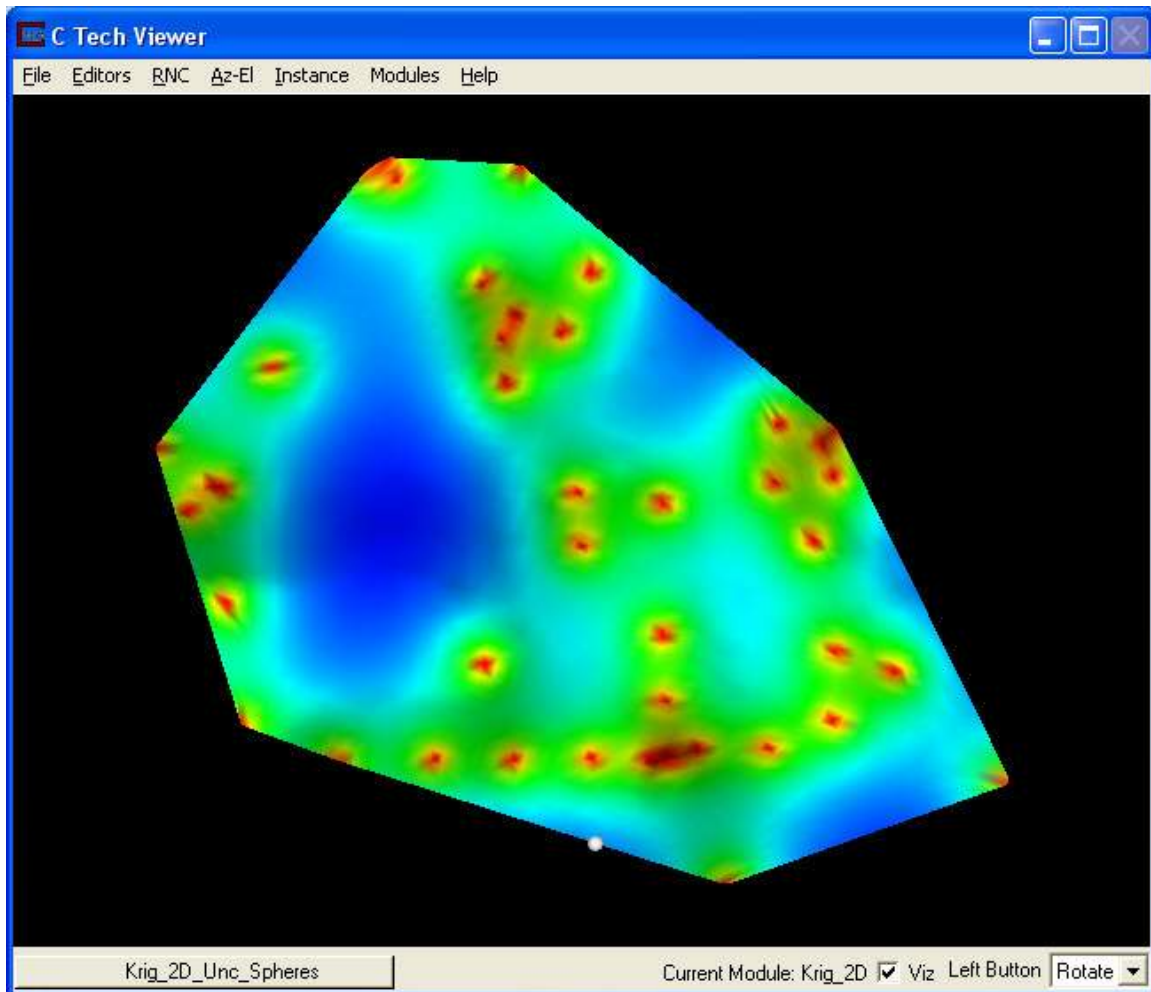 C Tech Viewer
File Editors RNC Az-El Instance Modules Help
Krig_2D_Unc_Spheres Current Module: Krig_2D Viz Left Button Rotate